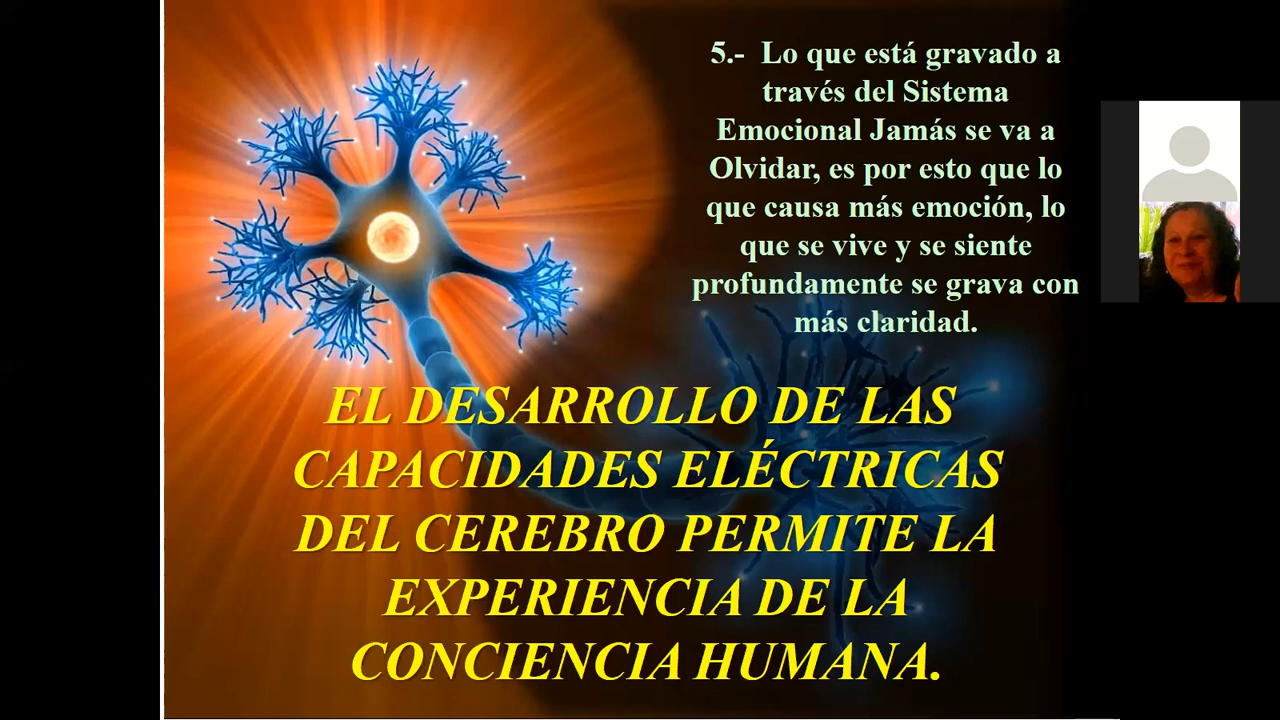 5.- Lo que está gravado a
través del Sistema
Emocional Jamás se va a
Olvidar, es por esto que lo
que causa más emoción, lo
que se vive y se siente
profundamente se grava con
más claridad.
EL DESARROLLO DE LAS
CAPACIDADES ELÉCTRICAS
DEL CEREBRO PERMITE LA
EXPERIENCIA DE LA
CONCIENCIA HUMANA.